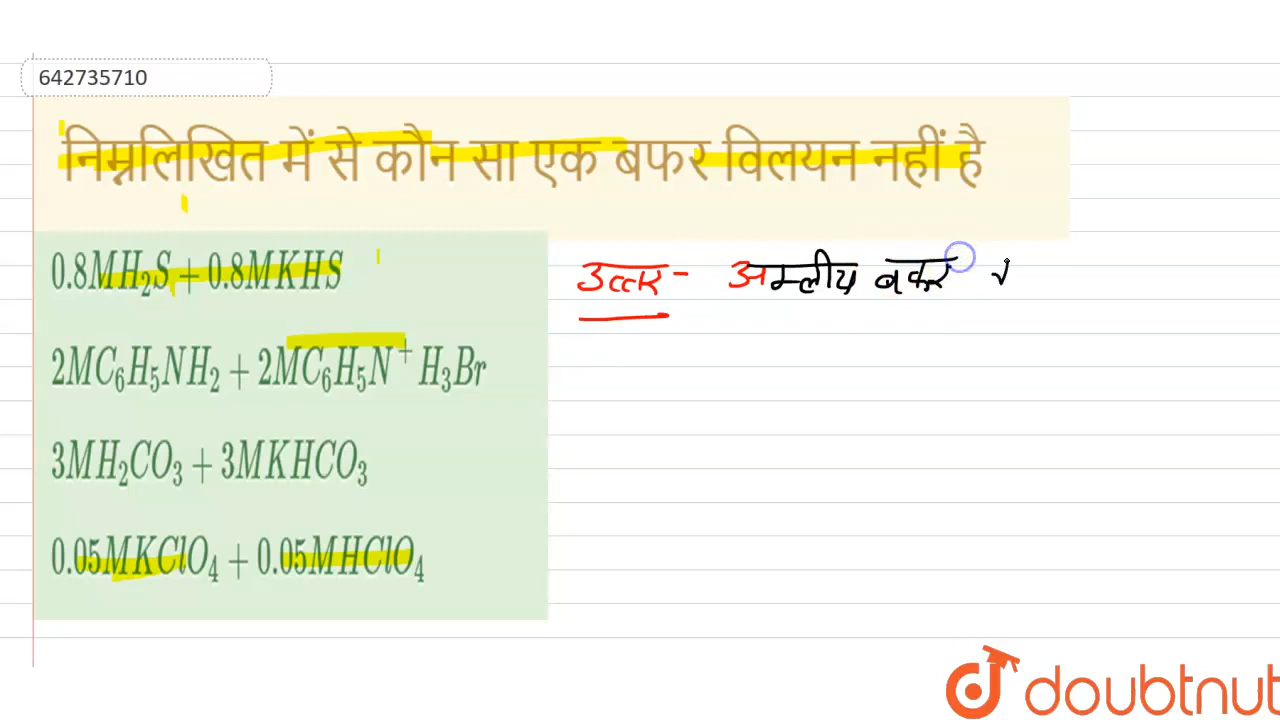 642735710
निम्नलिखित में से कौन सा एक बफर विलयन नहीं है
0.8MH₂S + 0.8MKHS
उत्तर - अम्लीय बफर
2MC₆H₅NH₂ + 2MC₆H₅N⁺H₃Br
3MH₂CO₃ + 3MKHCO₃
0.05MKClO₄ + 0.05MHClO₄
doubtnut